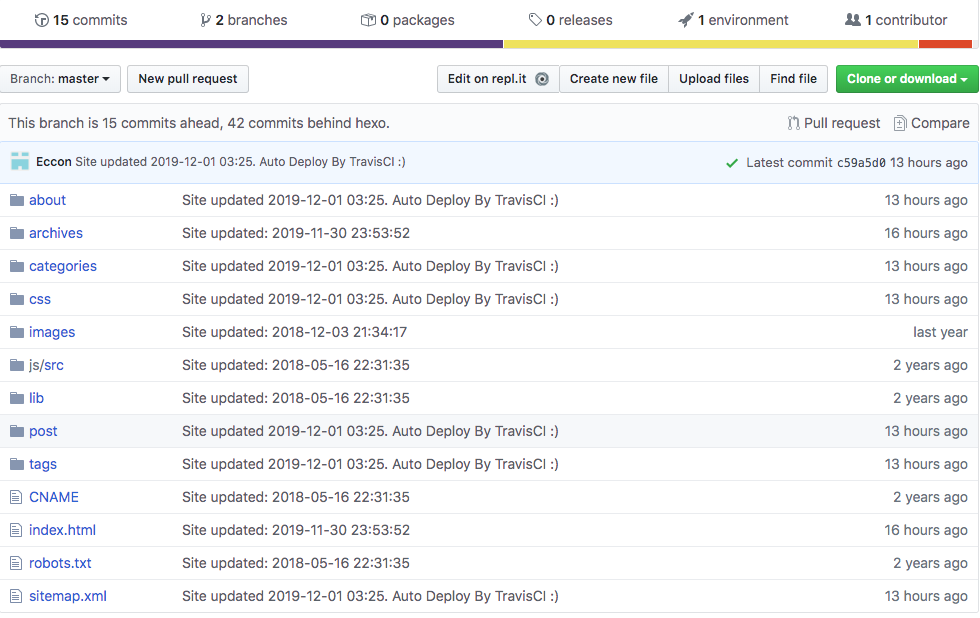 15 commits 2 branches 0 packages 0 releases 1 environment 1 contributor
Branch: master New pull request Edit on repl.it Create new file Upload files Find file Clone or download
This branch is 15 commits ahead, 42 commits behind hexo. Pull request Compare
Eccon Site updated 2019-12-01 03:25. Auto Deploy By TravisCI :) Latest commit c59a5d0 13 hours ago
about Site updated 2019-12-01 03:25. Auto Deploy By TravisCI :) 13 hours ago
archives Site updated: 2019-11-30 23:53:52 16 hours ago
categories Site updated 2019-12-01 03:25. Auto Deploy By TravisCI :) 13 hours ago
css Site updated 2019-12-01 03:25. Auto Deploy By TravisCI :) 13 hours ago
images Site updated: 2018-12-03 21:34:17 last year
js/src Site updated: 2018-05-16 22:31:35 2 years ago
lib Site updated: 2018-05-16 22:31:35 2 years ago
post Site updated 2019-12-01 03:25. Auto Deploy By TravisCI :) 13 hours ago
tags Site updated 2019-12-01 03:25. Auto Deploy By TravisCI :) 13 hours ago
CNAME Site updated: 2018-05-16 22:31:35 2 years ago
index.html Site updated: 2019-11-30 23:53:52 16 hours ago
robots.txt Site updated: 2018-05-16 22:31:35 2 years ago
sitemap.xml Site updated 2019-12-01 03:25. Auto Deploy By TravisCI :) 13 hours ago